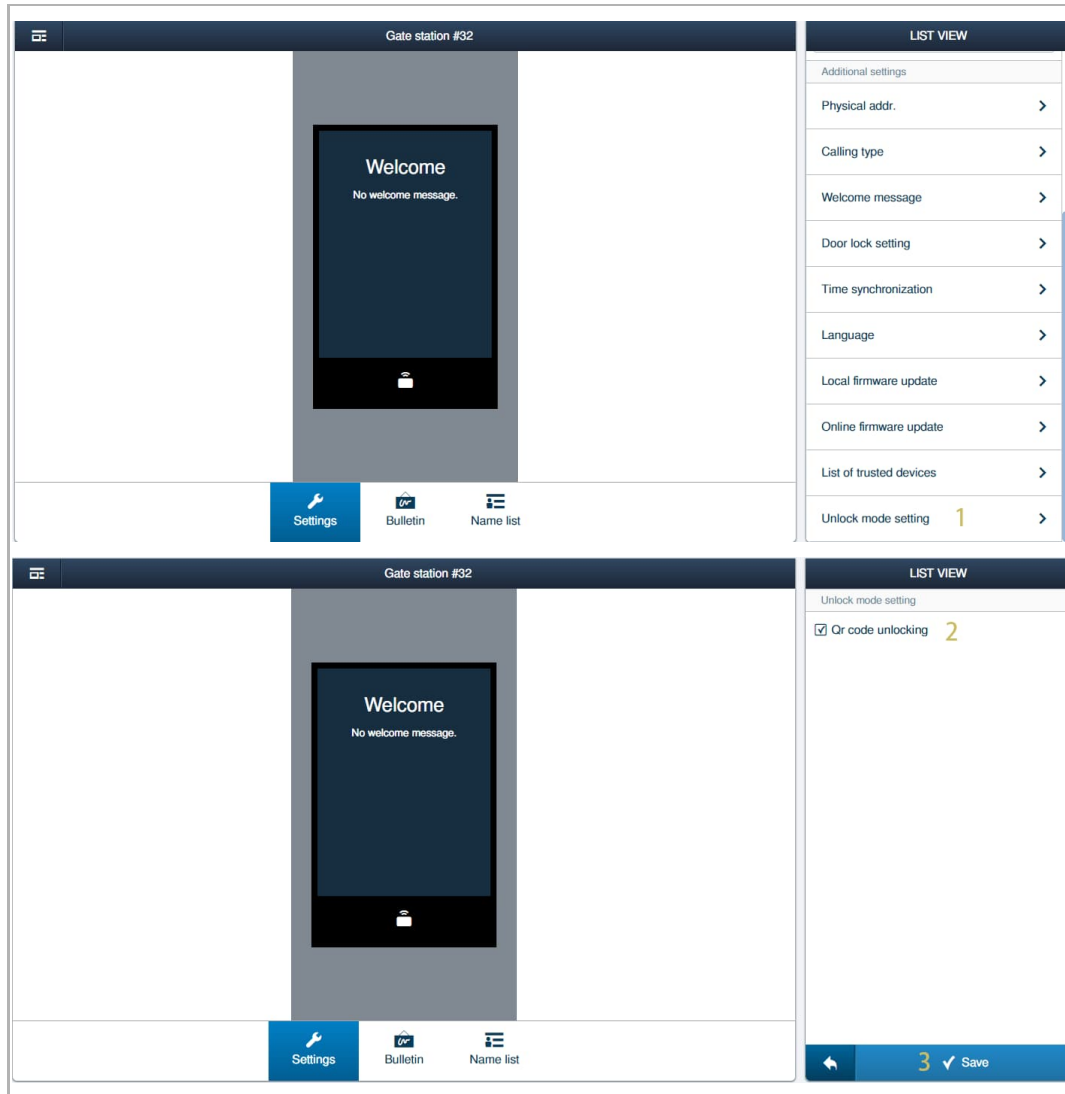 Gate station #32
LIST VIEW
Additional settings
Physical addr.
Calling type
Welcome message
Door lock setting
Time synchronization
Language
Local firmware update
Online firmware update
List of trusted devices
Unlock mode setting 1
Welcome
No welcome message.
Settings
Bulletin
Name list
Gate station #32
LIST VIEW
Unlock mode setting
Qr code unlocking 2
Welcome
No welcome message.
Settings
Bulletin
Name list
3 Save